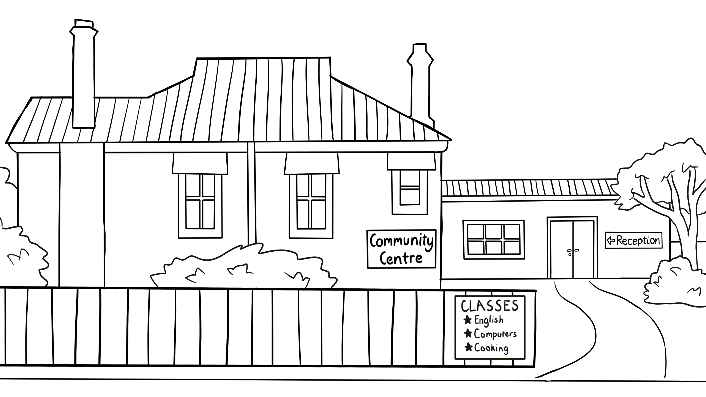 Community
Centre
⇦Reception
CLASSES
★ English
★ Computers
★ Cooking